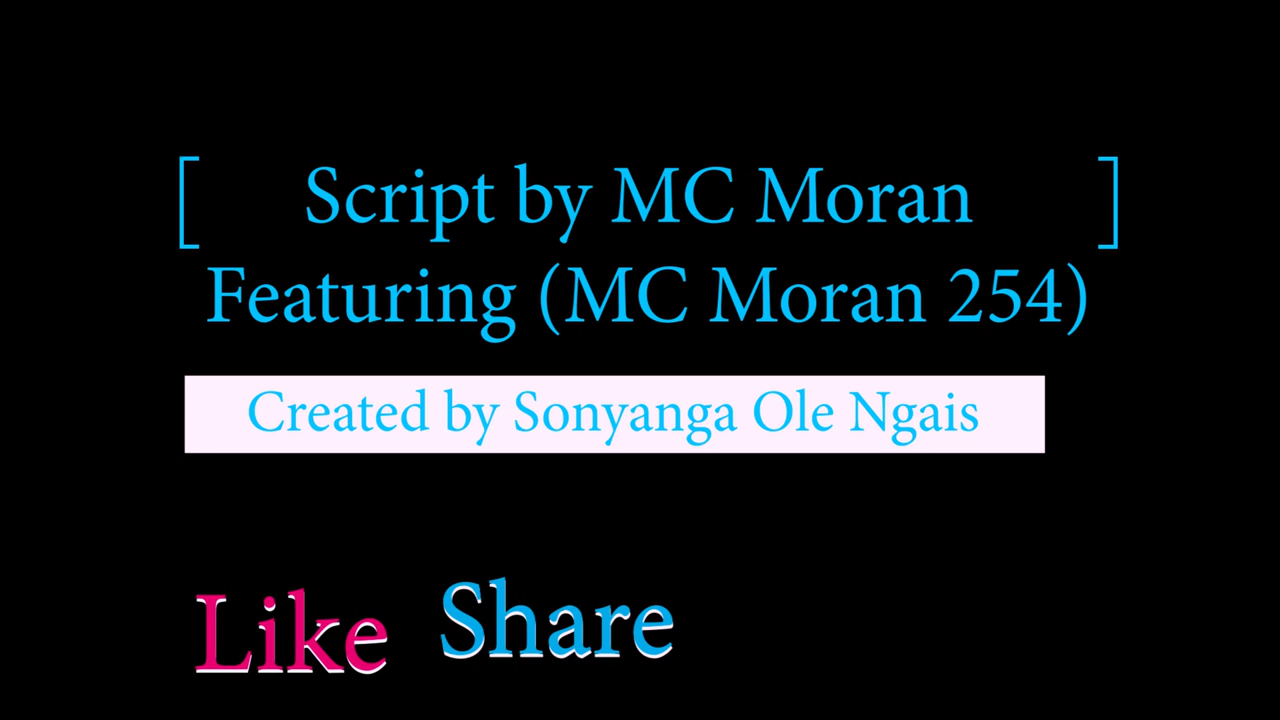 [ Script by MC Moran ]
Featuring (MC Moran 254)
Created by Sonyanga Ole Ngais
Like Share